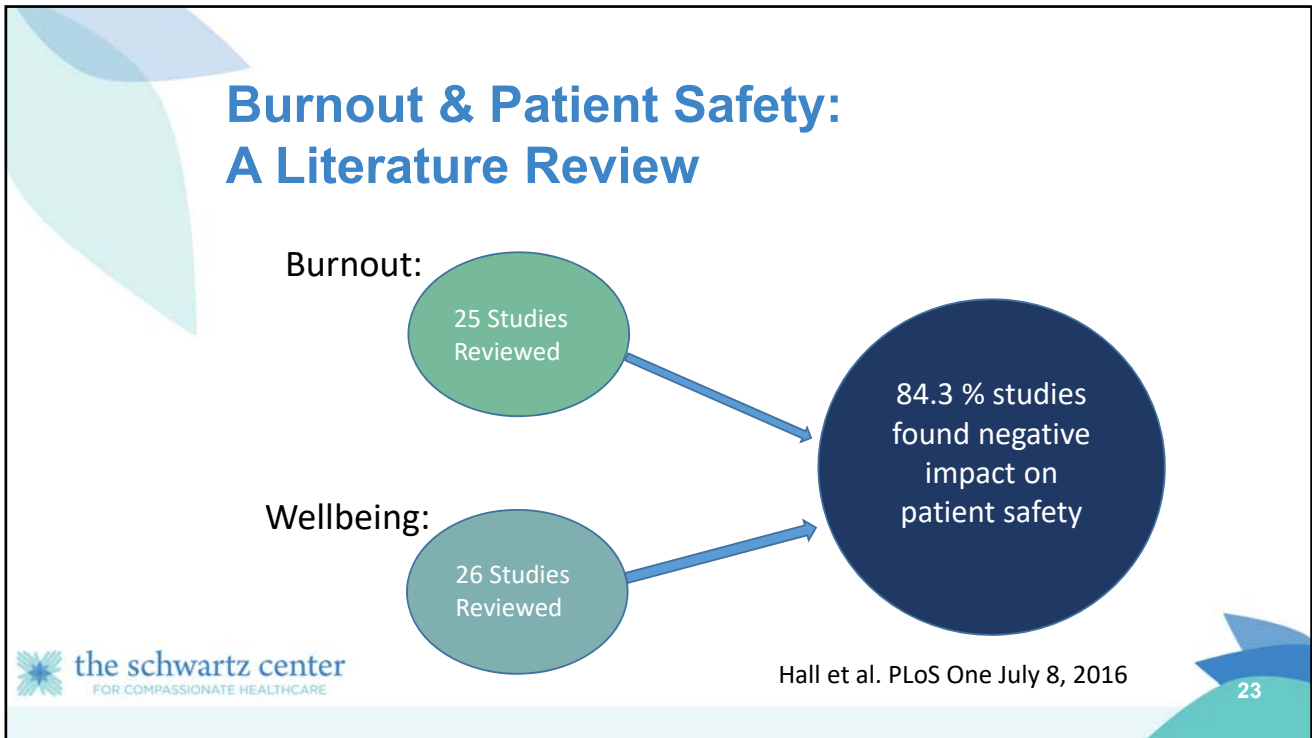 Burnout & Patient Safety:
A Literature Review
Burnout:
25 Studies
Reviewed
84.3 % studies
found negative
impact on
patient safety
Wellbeing:
26 Studies
Reviewed
the schwartz center
FOR COMPASSIONATE HEALTHCARE
Hall et al. PLoS One July 8, 2016
23